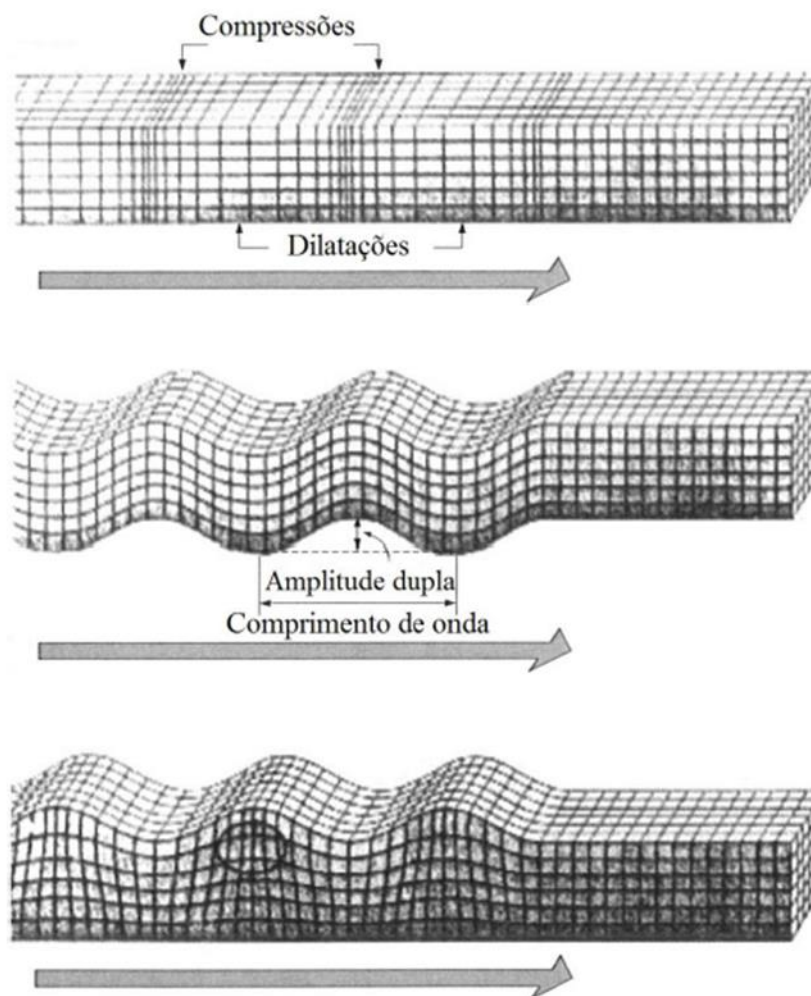 Compressões
Dilatações
Amplitude dupla
Comprimento de onda